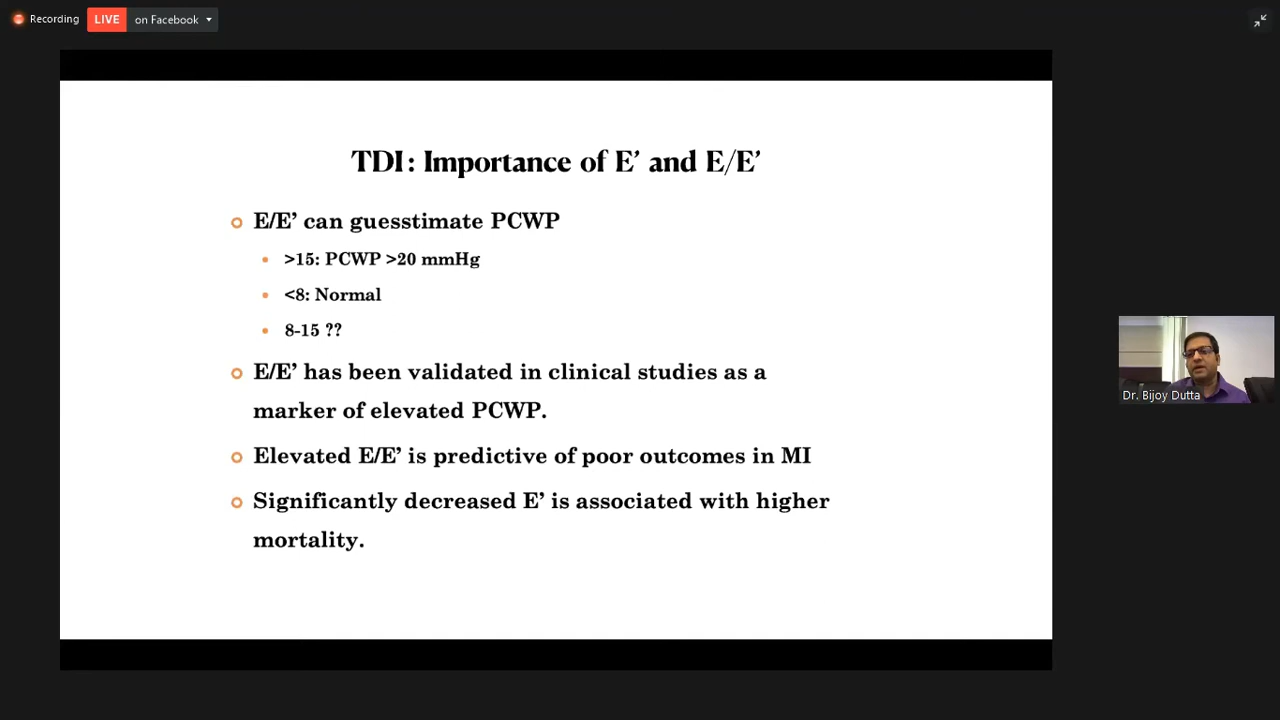 Recording
LIVE on Facebook
TDI: Importance of E’ and E/E’
E/E’ can guesstimate PCWP
>15: PCWP >20 mmHg
<8: Normal
8-15 ??
E/E’ has been validated in clinical studies as a
marker of elevated PCWP.
Elevated E/E’ is predictive of poor outcomes in MI
Significantly decreased E’ is associated with higher
mortality.
Dr. Bijoy Dutta